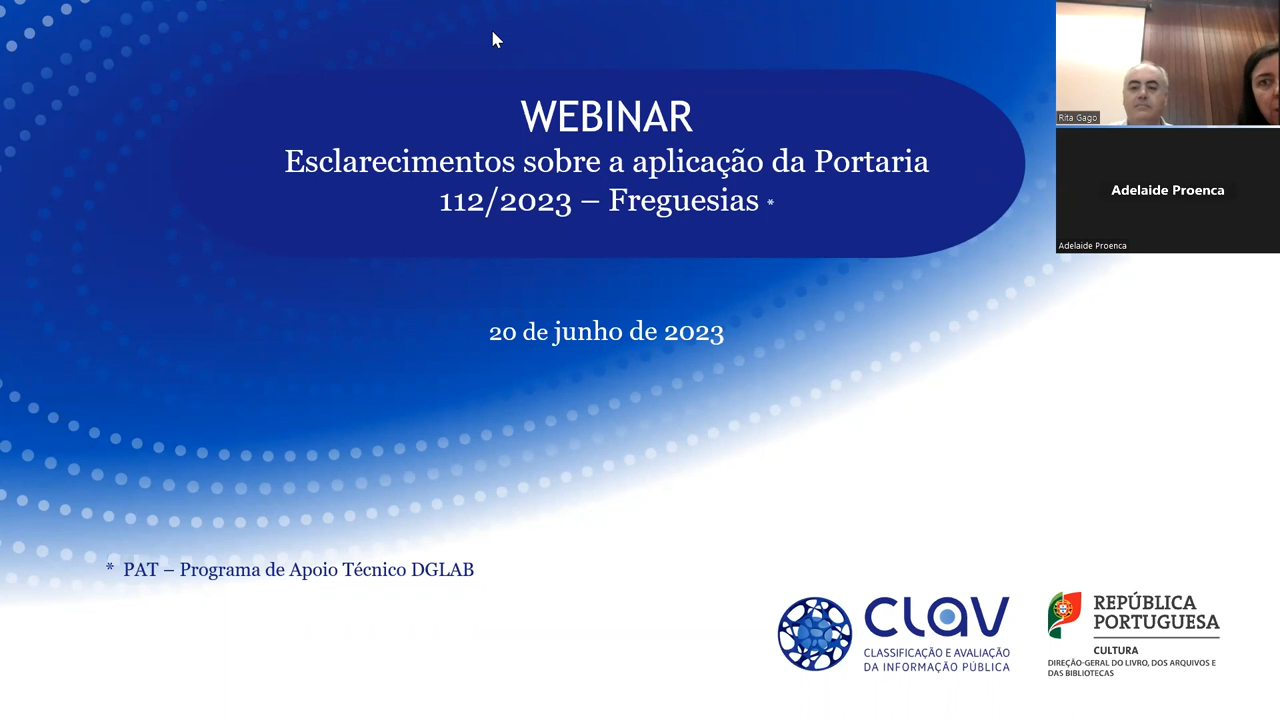 WEBINAR
Esclarecimentos sobre a aplicação da Portaria
112/2023 – Freguesias *
20 de junho de 2023
* PAT – Programa de Apoio Técnico DGLAB
CLAV
CLASSIFICAÇÃO E AVALIAÇÃO
DA INFORMAÇÃO PÚBLICA
REPÚBLICA
PORTUGUESA
CULTURA
DIREÇÃO-GERAL DO LIVRO, DOS ARQUIVOS E
DAS BIBLIOTECAS
Rita Gago
Adelaide Proenca
Adelaide Proenca